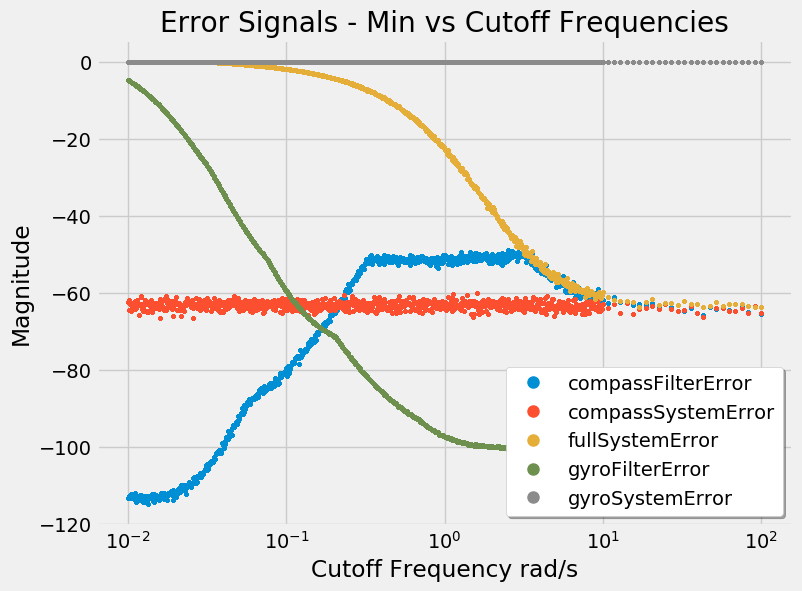 Error Signals - Min vs Cutoff Frequencies
0
−20
−40
−60
−80
−100
−120
Magnitude
compassFilterError
compassSystemError
fullSystemError
gyroFilterError
gyroSystemError
10⁻² 10⁻¹ 10⁰ 10¹ 10²
Cutoff Frequency rad/s